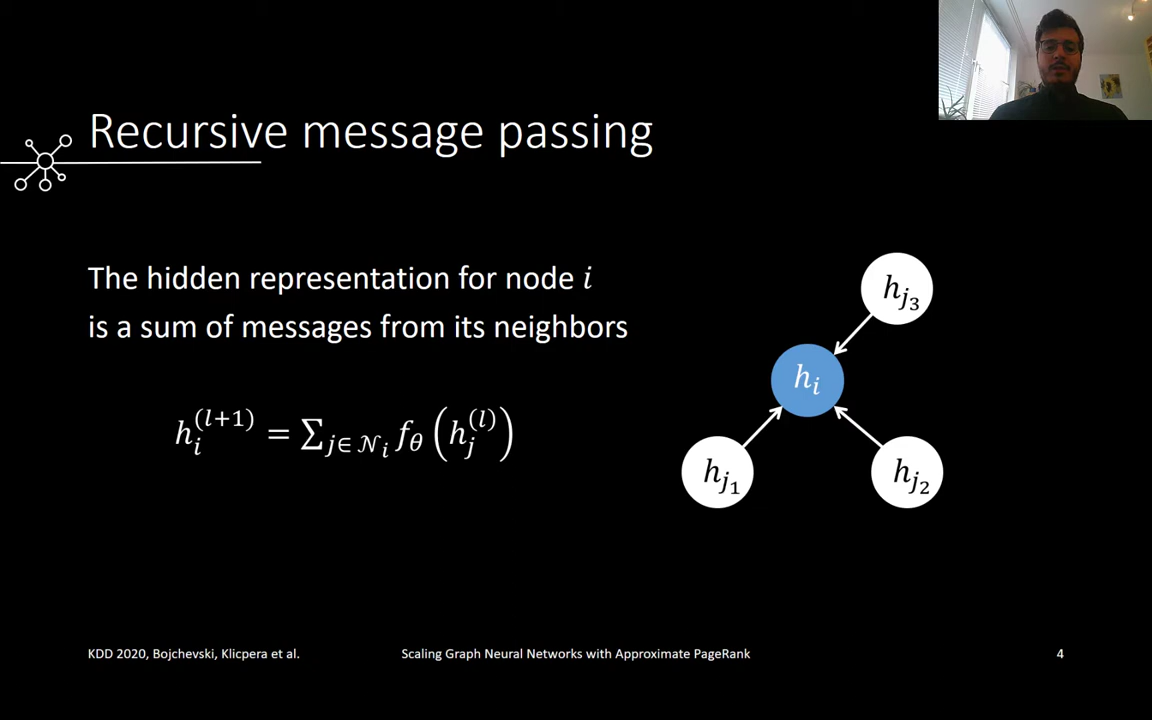 Recursive message passing
The hidden representation for node 𝑖
is a sum of messages from its neighbors
h_i^{(l+1)} = ∑_{j∈𝒩_i} f_θ (h_j^{(l)})
h_{j_3}
h_i
h_{j_1}
h_{j_2}
KDD 2020, Bojchevski, Klicpera et al.
Scaling Graph Neural Networks with Approximate PageRank
4